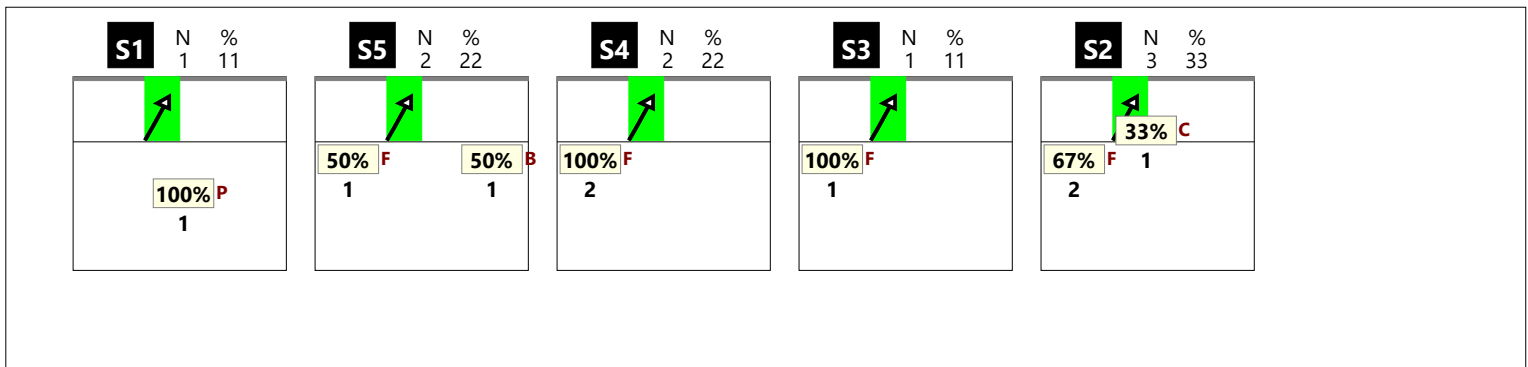 S1 N % 1 11
S5 N % 2 22
S4 N % 2 22
S3 N % 1 11
S2 N % 3 33
100% P
1
50% F
1
50% B
1
100% F
2
100% F
1
67% F
2
33% C
1